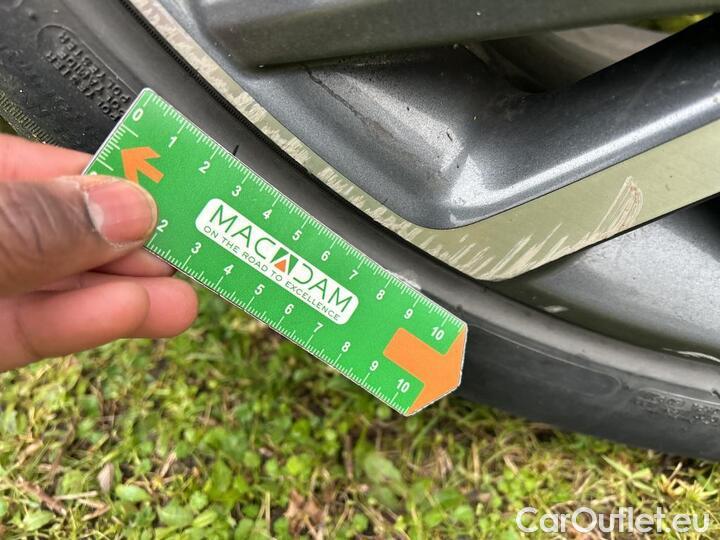 0 1 2 3 4 5 6 7 8 9 10
MACADAM
ON THE ROAD TO EXCELLENCE
2 3 4 5 6 7 8 9 10
POLYESTER
CarOutlet.eu